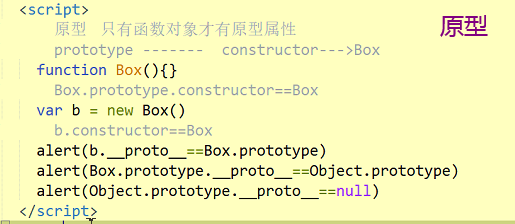 <script>
原型
原型 只有函数对象才有原型属性
prototype ------- constructor--->Box
function Box(){}
Box.prototype.constructor==Box
var b = new Box()
b.constructor==Box
alert(b.__proto__==Box.prototype)
alert(Box.prototype.__proto__==Object.prototype)
alert(Object.prototype.__proto__==null)
</script>